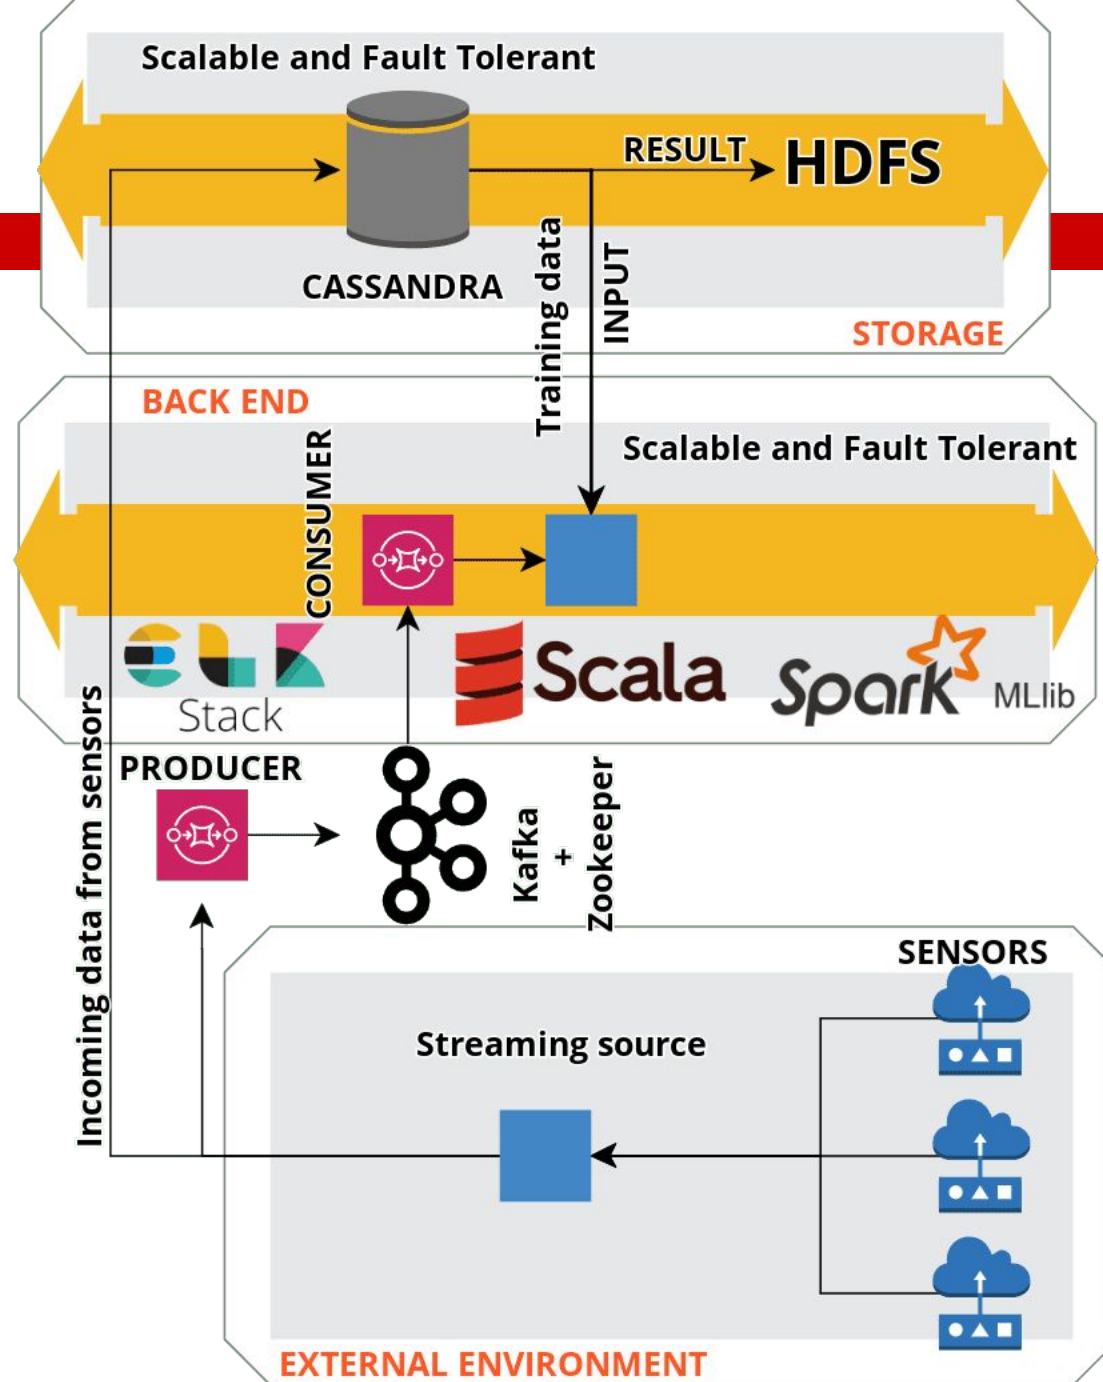 Scalable and Fault Tolerant
RESULT
HDFS
CASSANDRA
Training data
INPUT
STORAGE
BACK END
CONSUMER
Scalable and Fault Tolerant
ELK
Stack
Scala
Spark
MLlib
Incoming data from sensors
PRODUCER
Kafka
+
Zookeeper
SENSORS
Streaming source
EXTERNAL ENVIRONMENT